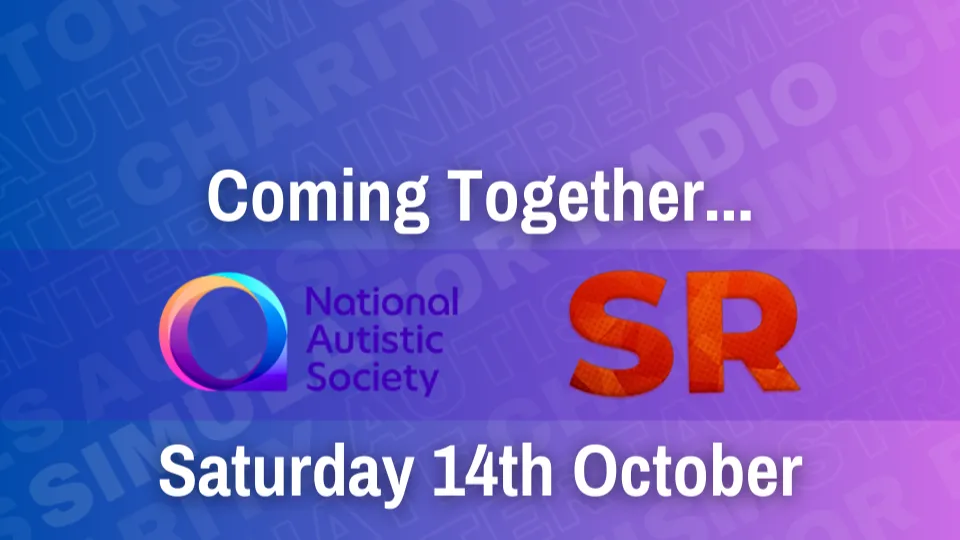 Coming Together...
National
Autistic
Society
SR
Saturday 14th October